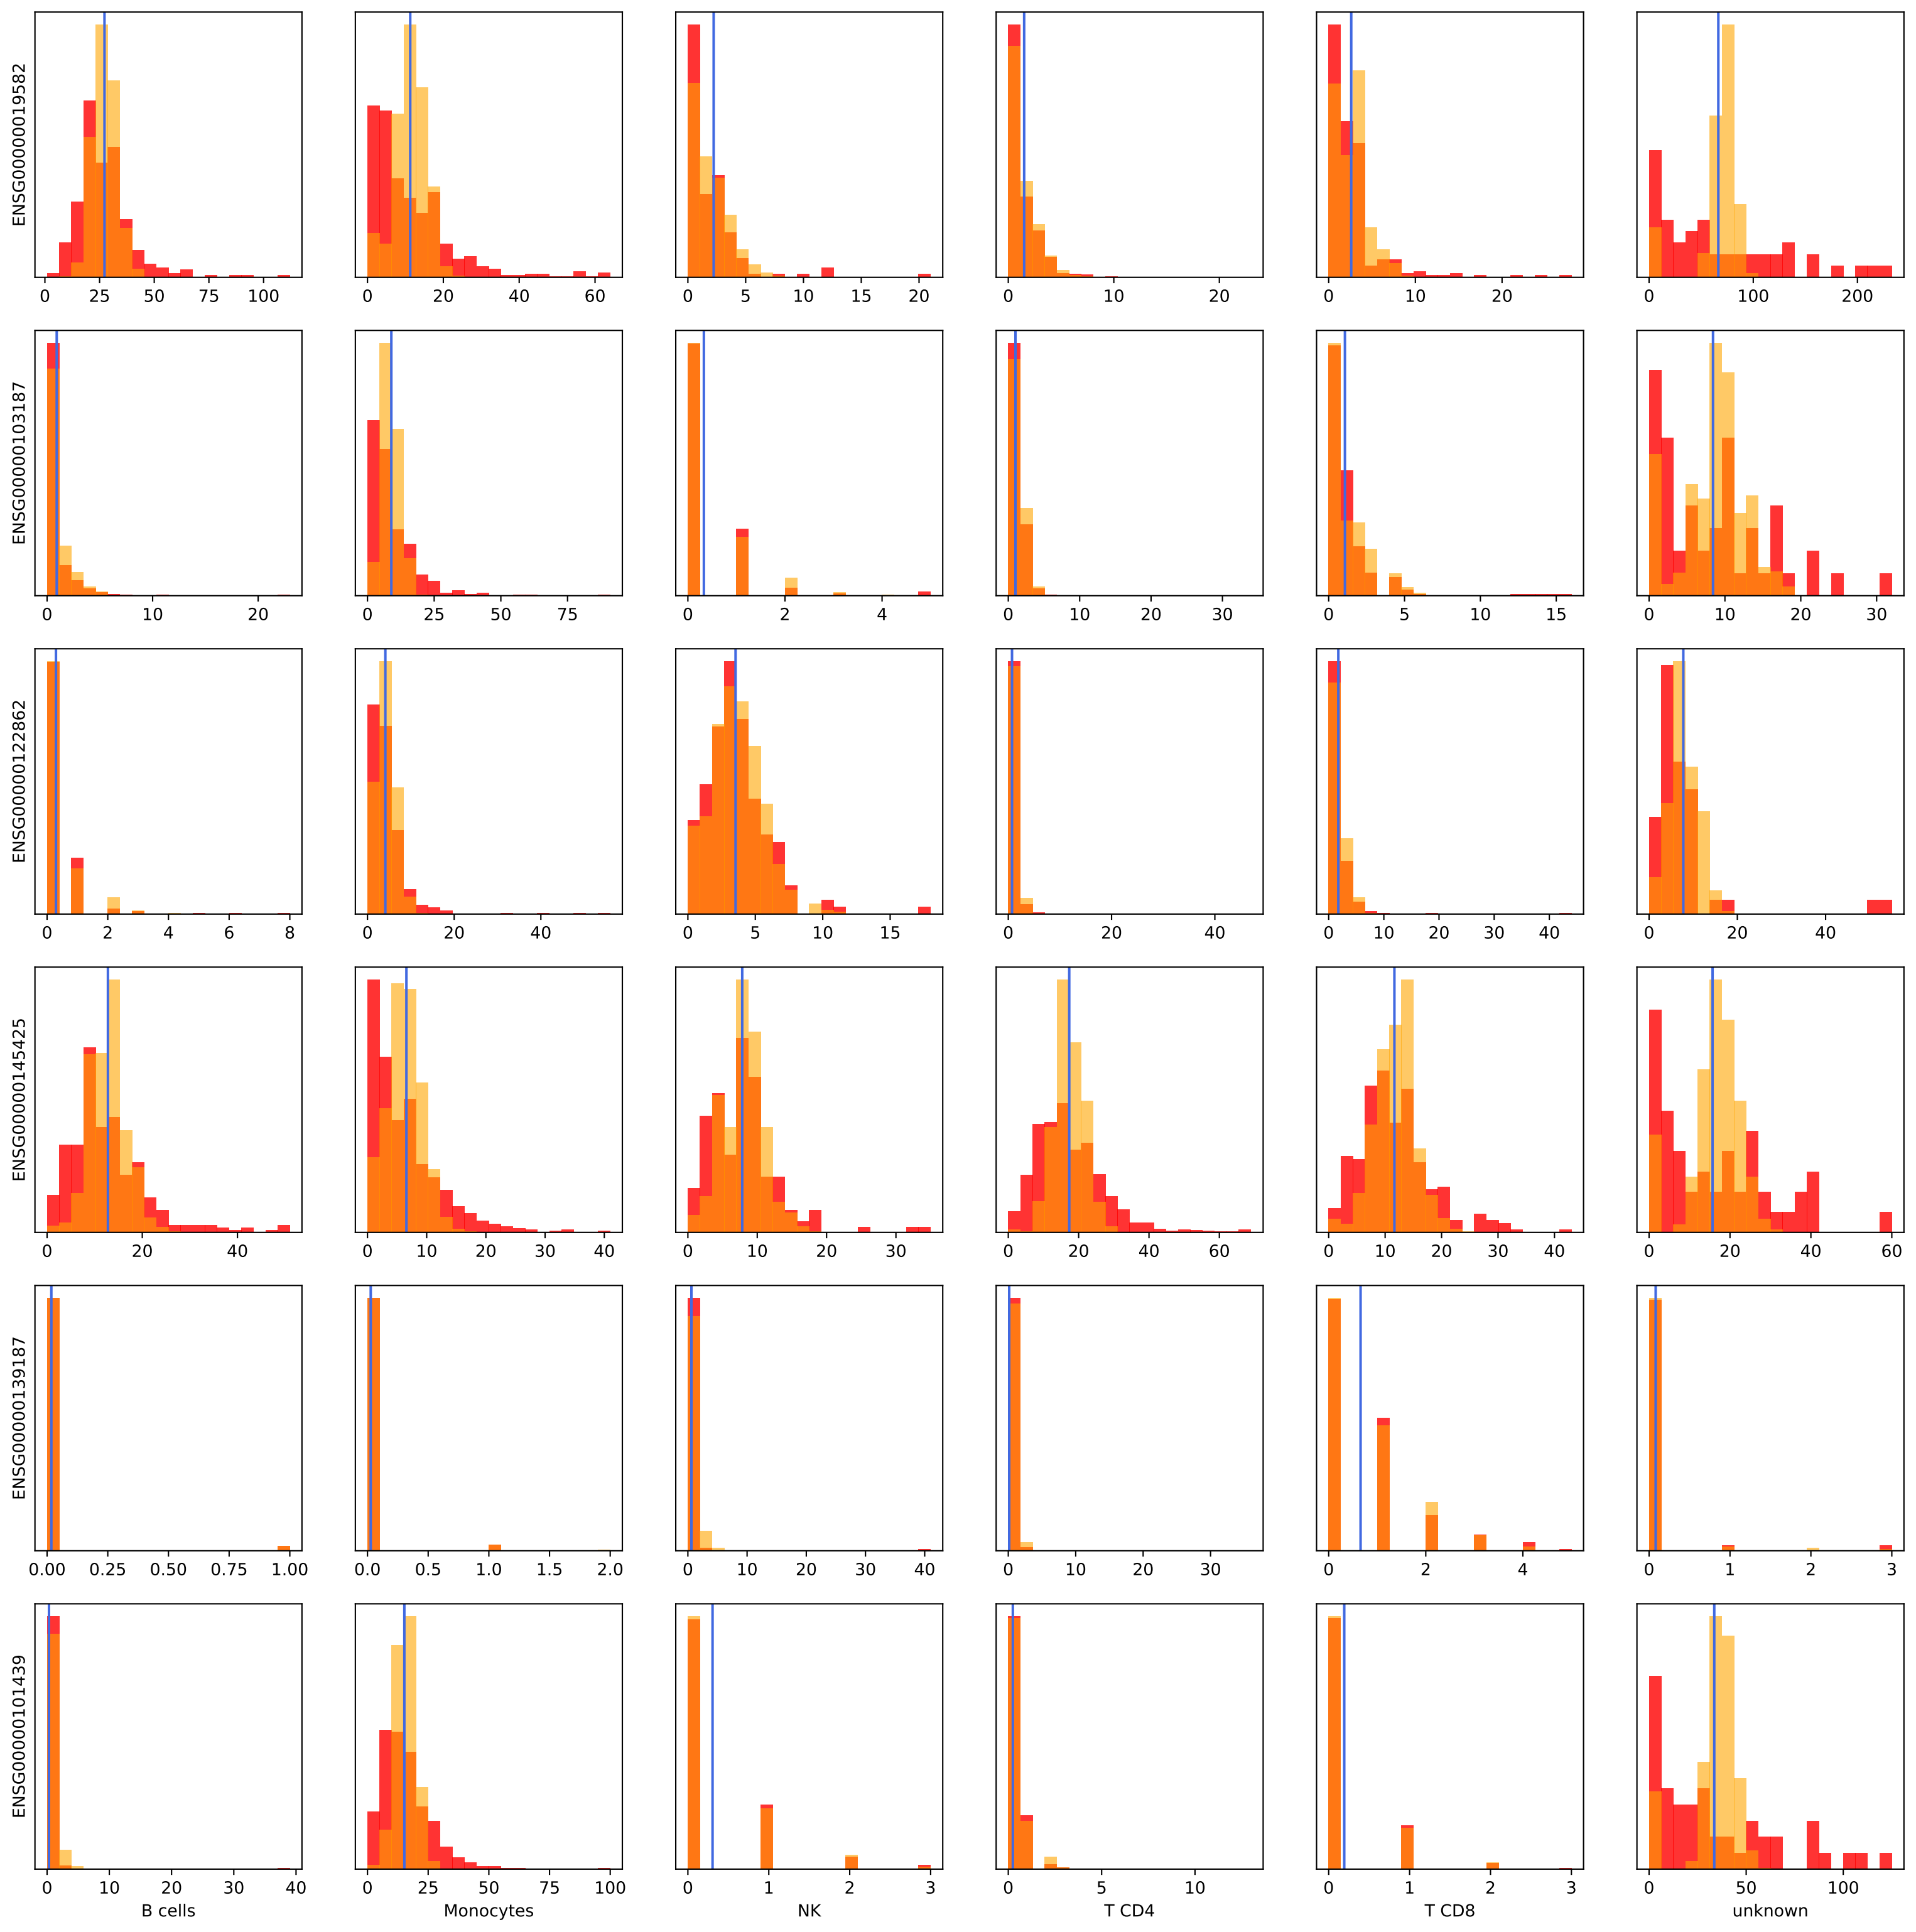 ENSG00000019582
0 25 50 75 100
0 20 40 60
0 5 10 15 20
0 10 20
0 10 20
0 100 200
ENSG00000103187
0 10 20
0 25 50 75
0 2 4
0 10 20 30
0 5 10 15
0 10 20 30
ENSG00000122862
0 2 4 6 8
0 20 40
0 5 10 15
0 20 40
0 10 20 30 40
0 20 40
ENSG00000145425
0 20 40
0 10 20 30 40
0 10 20 30
0 20 40 60
0 10 20 30 40
0 20 40 60
ENSG00000139187
0.00 0.25 0.50 0.75 1.00
0.0 0.5 1.0 1.5 2.0
0 10 20 30 40
0 10 20 30
0 2 4
0 1 2 3
ENSG00000101439
0 10 20 30 40
0 25 50 75 100
0 1 2 3
0 5 10
0 1 2 3
0 50 100
B cells
Monocytes
NK
T CD4
T CD8
unknown